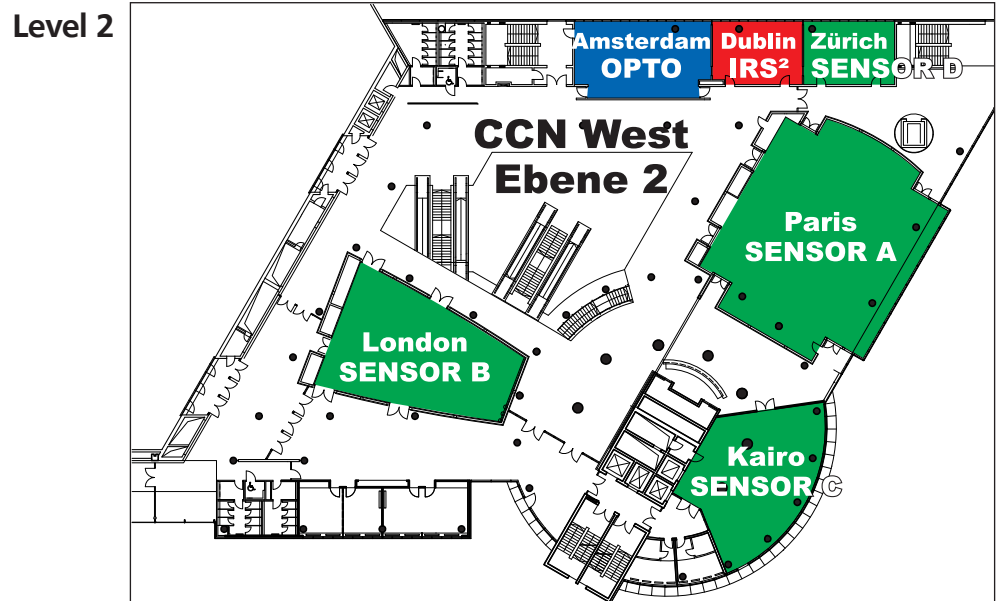 Level 2
Amsterdam
OPTO
Dublin
IRS²
Zürich
SENSOR D
CCN West
Ebene 2
Paris
SENSOR A
London
SENSOR B
Kairo
SENSOR C